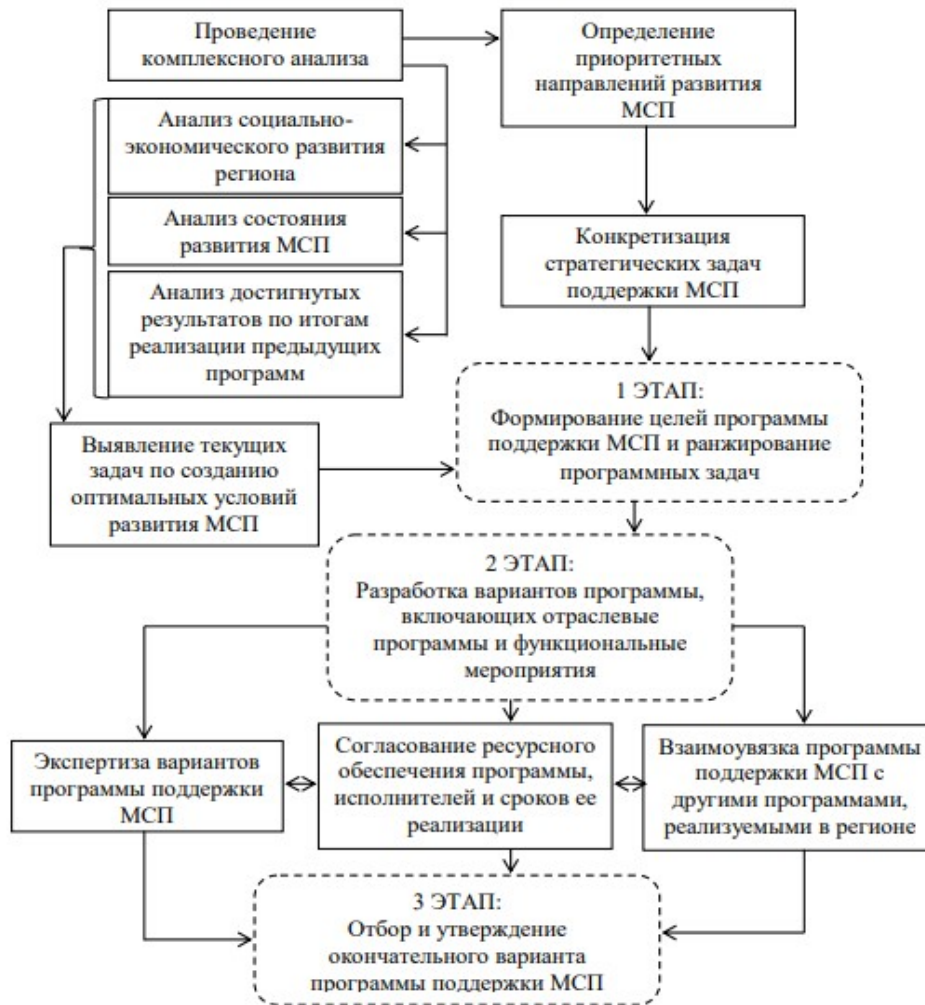 Проведение
комплексного анализа
Определение
приоритетных
направлений развития
МСП
Анализ социально-
экономического развития
региона
Анализ состояния
развития МСП
Анализ достигнутых
результатов по итогам
реализации предыдущих
программ
Конкретизация
стратегических задач
поддержки МСП
Выявление текущих
задач по созданию
оптимальных условий
развития МСП
1 ЭТАП:
Формирование целей программы
поддержки МСП и ранжирование
программных задач
2 ЭТАП:
Разработка вариантов программы,
включающих отраслевые
программы и функциональные
мероприятия
Экспертиза вариантов
программы поддержки
МСП
Согласование ресурсного
обеспечения программы,
исполнителей и сроков ее
реализации
Взаимоувязка программы
поддержки МСП с
другими программами,
реализуемыми в регионе
3 ЭТАП:
Отбор и утверждение
окончательного варианта
программы поддержки МСП